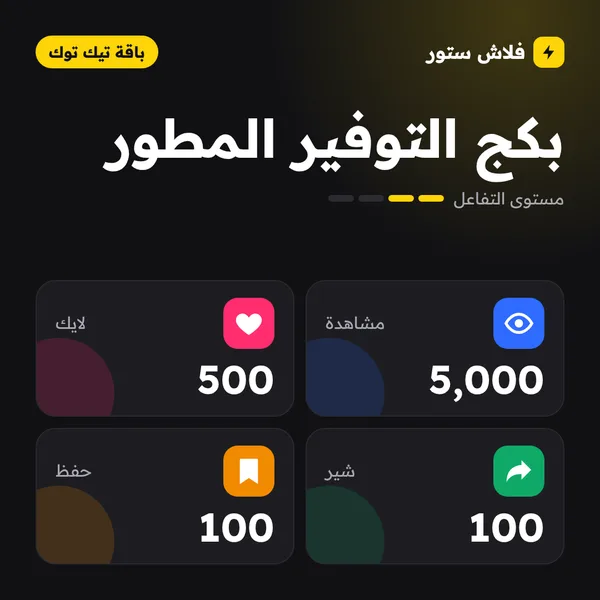 فلاش ستور
باقة تيك توك
بكج التوفير المطور
مستوى التفاعل
مشاهدة
5,000
لايك
500
شير
100
حفظ
100